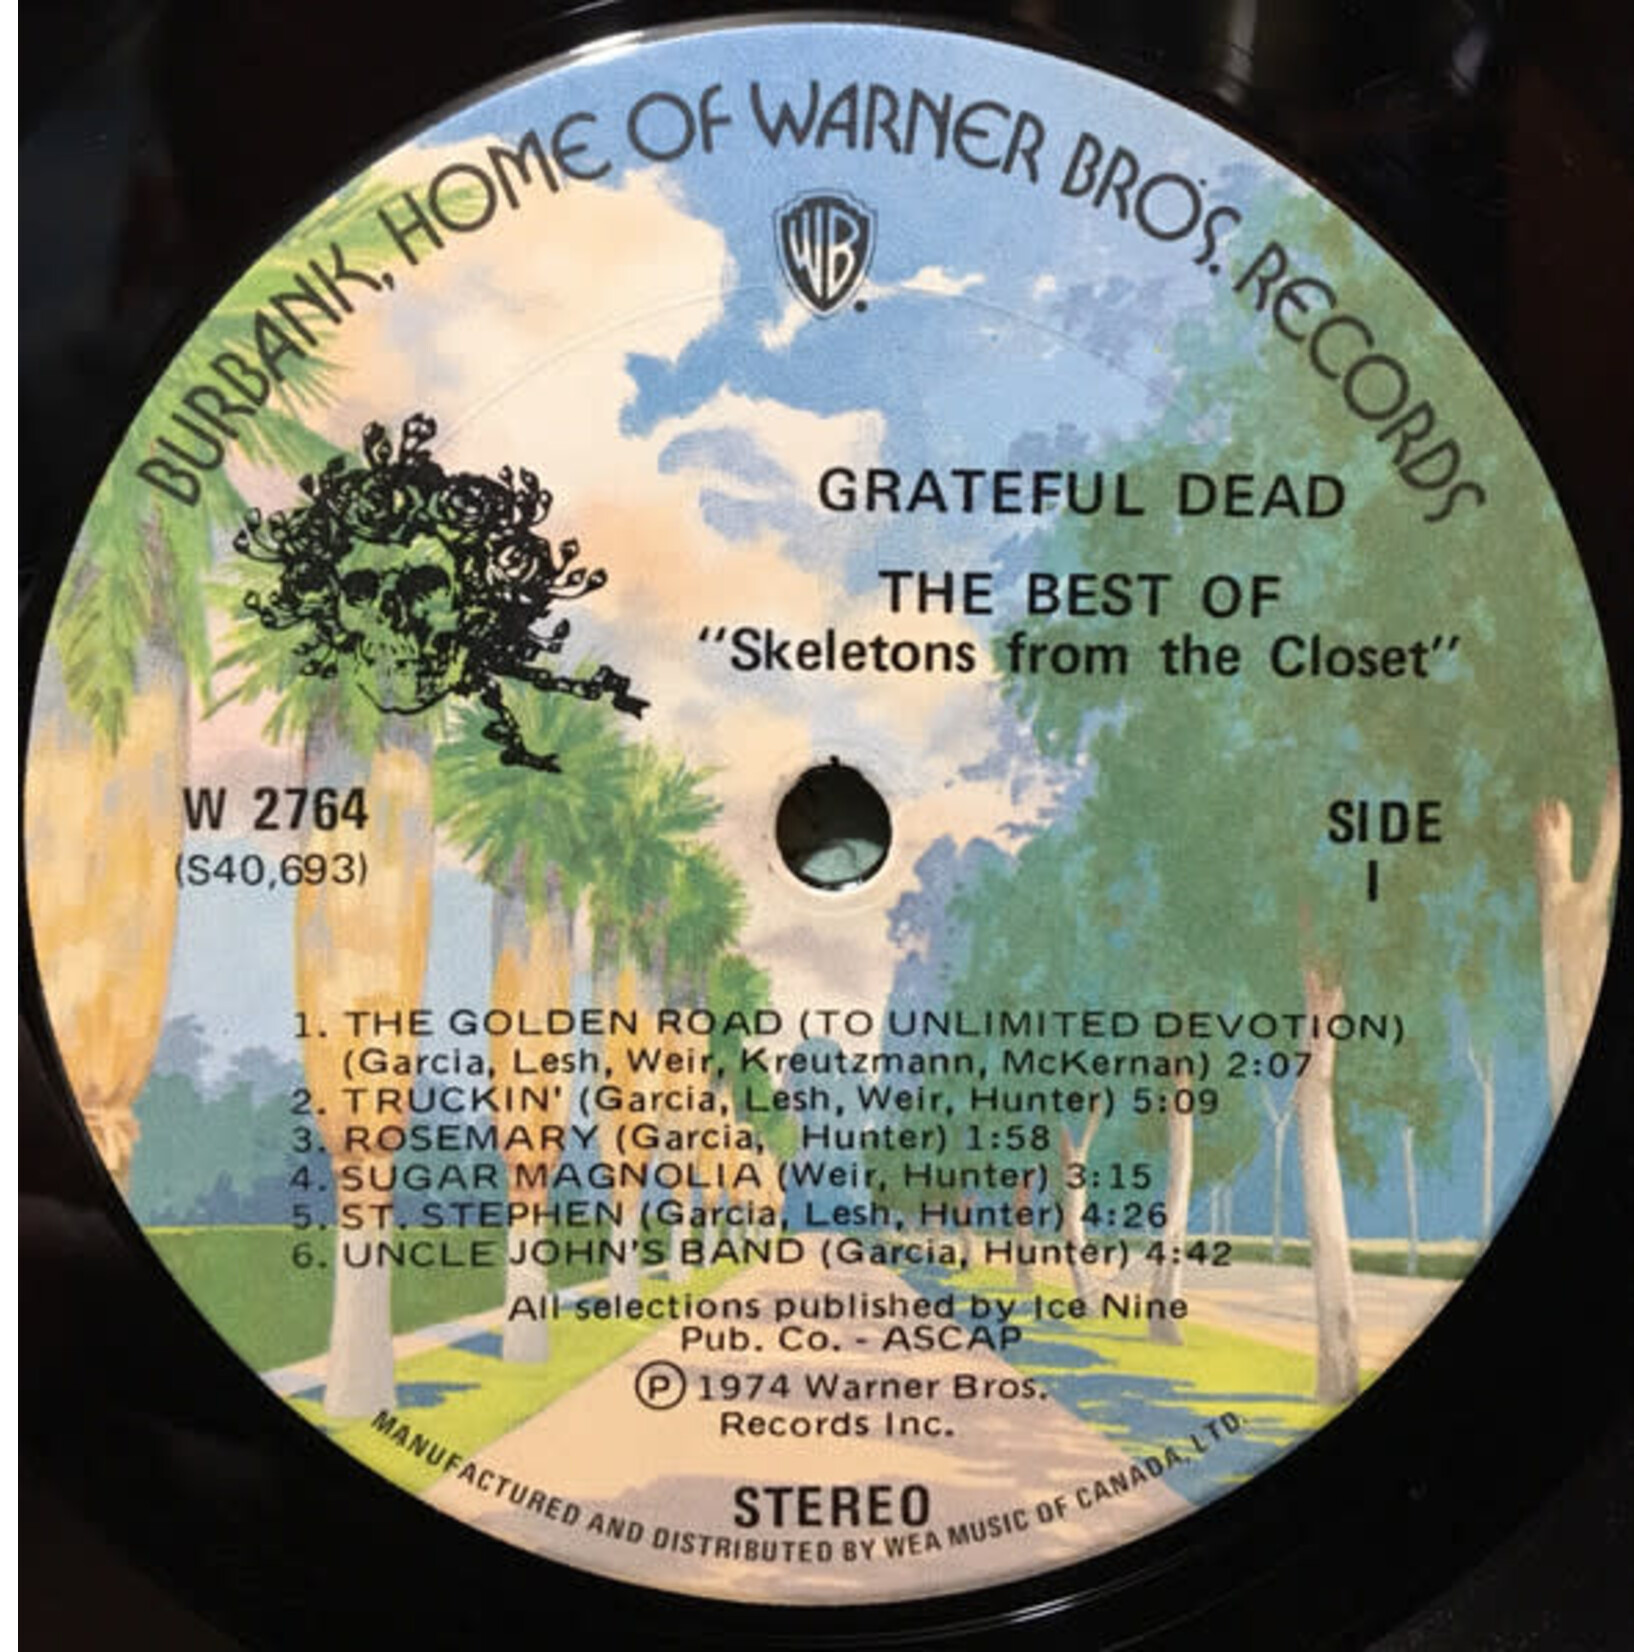 BURBANK, HOME OF WARNER BROS. RECORDS
WB
GRATEFUL DEAD
THE BEST OF
"Skeletons from the Closet"
W 2764
(S40,693)
SIDE
1
1. THE GOLDEN ROAD (TO UNLIMITED DEVOTION)
(Garcia, Lesh, Weir, Kreutzmann, McKernan) 2:07
2. TRUCKIN' (Garcia, Lesh, Weir, Hunter) 5:09
3. ROSEMARY (Garcia, Hunter) 1:58
4. SUGAR MAGNOLIA (Weir, Hunter) 3:15
5. ST. STEPHEN (Garcia, Lesh, Hunter) 4:26
6. UNCLE JOHN'S BAND (Garcia, Hunter) 4:42
All selections published by Ice Nine
Pub. Co. - ASCAP
Ⓟ 1974 Warner Bros.
Records Inc.
STEREO
MANUFACTURED AND DISTRIBUTED BY WEA MUSIC OF CANADA, LTD.